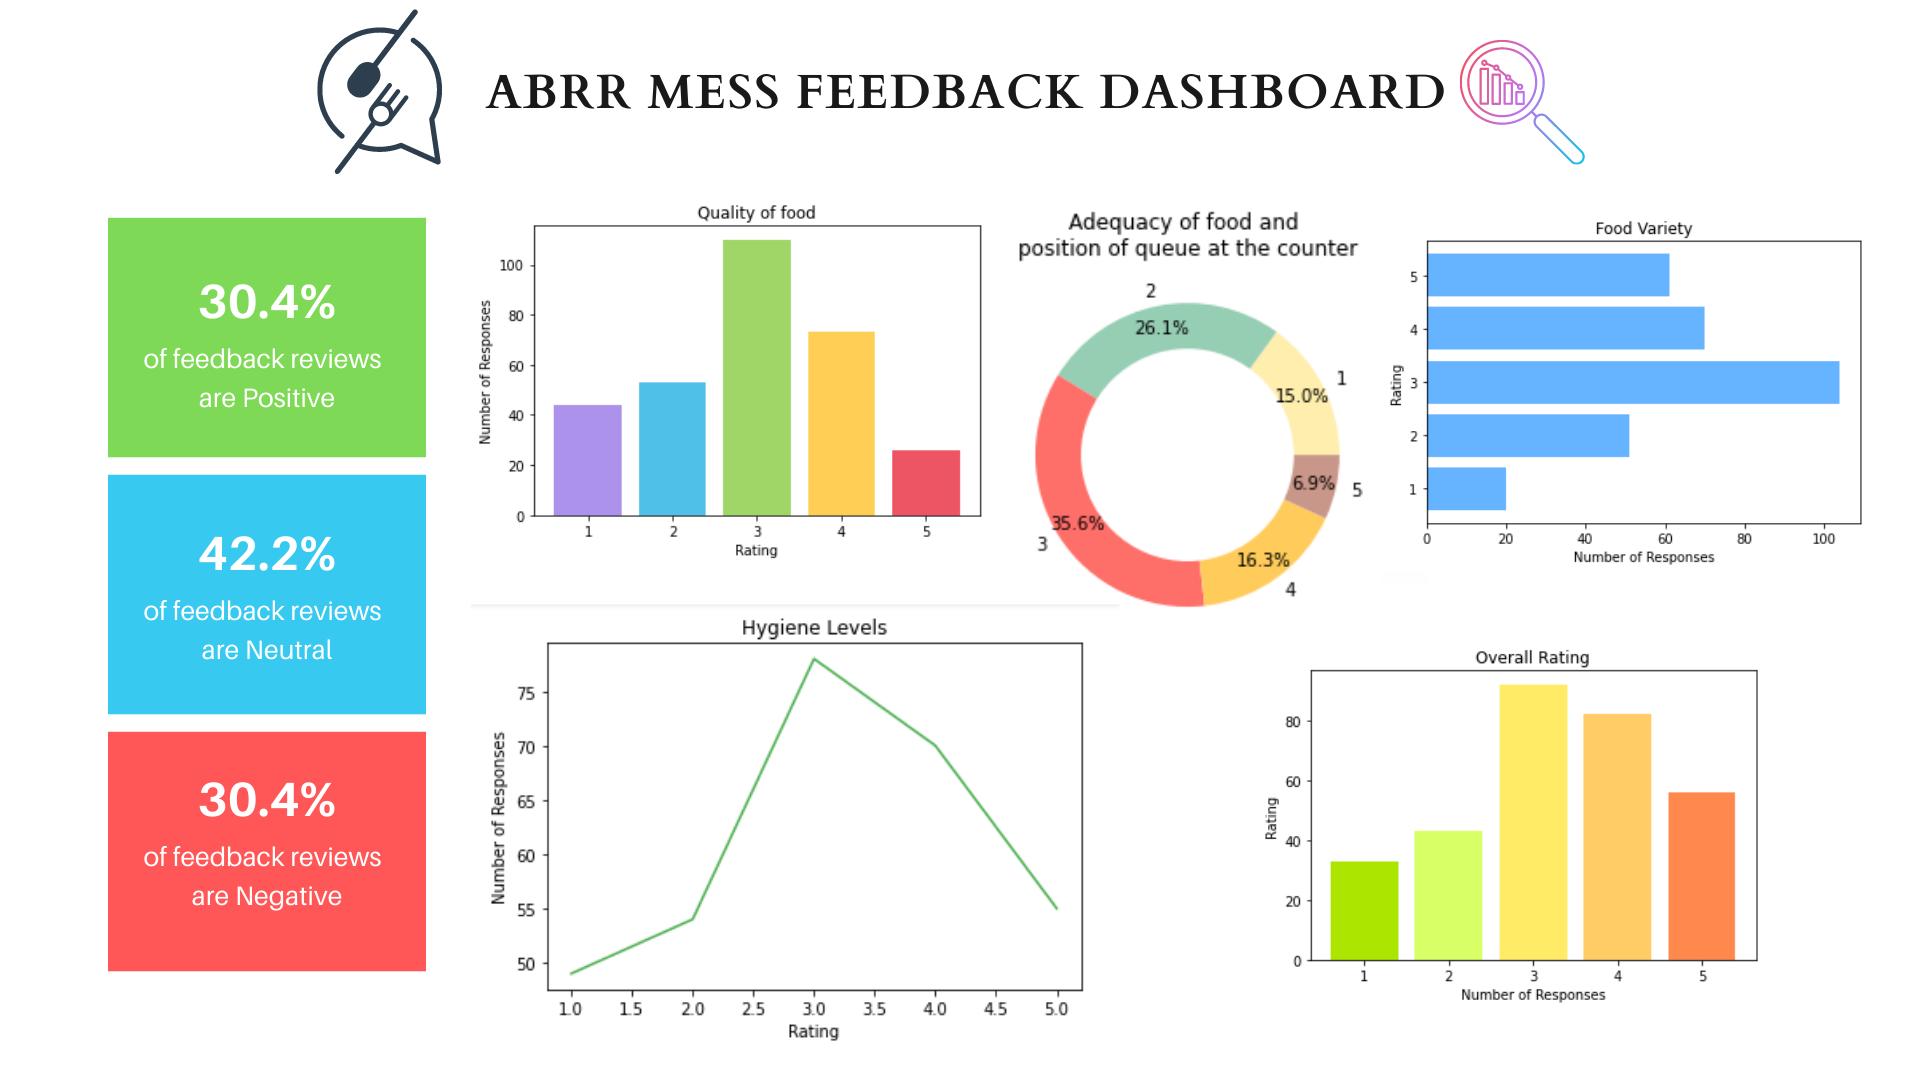 ABRR MESS FEEDBACK DASHBOARD
30.4%
of feedback reviews
are Positive
42.2%
of feedback reviews
are Neutral
30.4%
of feedback reviews
are Negative
Quality of food
Number of Responses
100
80
60
40
20
0
1 2 3 4 5
Rating
Adequacy of food and
position of queue at the counter
2
26.1%
1
15.0%
6.9%
5
35.6%
3
16.3%
4
Food Variety
Rating
5
4
3
2
1
0 20 40 60 80 100
Number of Responses
Hygiene Levels
Number of Responses
75
70
65
60
55
50
1.0 1.5 2.0 2.5 3.0 3.5 4.0 4.5 5.0
Rating
Overall Rating
Rating
80
60
40
20
0
1 2 3 4 5
Number of Responses